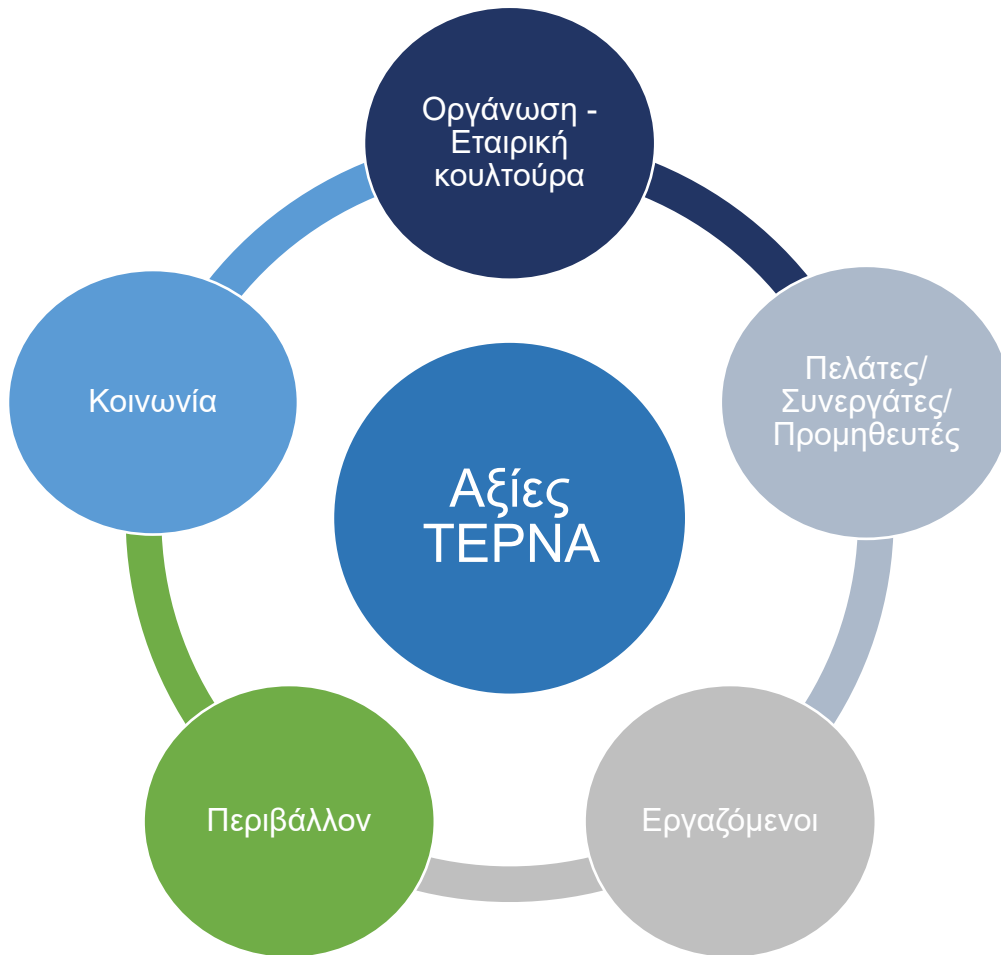 Οργάνωση -
Εταιρική
κουλτούρα
Πελάτες/
Συνεργάτες/
Προμηθευτές
Κοινωνία
Αξίες
ΤΕΡΝΑ
Περιβάλλον
Εργαζόμενοι